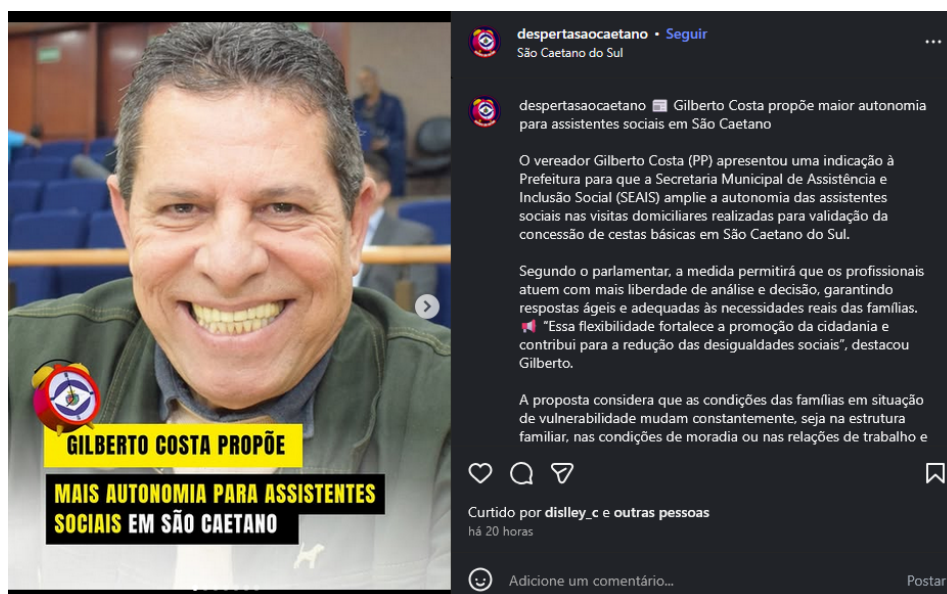 GILBERTO COSTA PROPÕE
MAIS AUTONOMIA PARA ASSISTENTES
SOCIAIS EM SÃO CAETANO
despertasaocaetano • Seguir
São Caetano do Sul
despertasaocaetano 📰 Gilberto Costa propõe maior autonomia
para assistentes sociais em São Caetano
O vereador Gilberto Costa (PP) apresentou uma indicação à
Prefeitura para que a Secretaria Municipal de Assistência e
Inclusão Social (SEAIS) amplie a autonomia das assistentes
sociais nas visitas domiciliares realizadas para validação da
concessão de cestas básicas em São Caetano do Sul.
Segundo o parlamentar, a medida permitirá que os profissionais
atuem com mais liberdade de análise e decisão, garantindo
respostas ágeis e adequadas às necessidades reais das famílias.
📢 “Essa flexibilidade fortalece a promoção da cidadania e
contribui para a redução das desigualdades sociais”, destacou
Gilberto.
A proposta considera que as condições das famílias em situação
de vulnerabilidade mudam constantemente, seja na estrutura
familiar, nas condições de moradia ou nas relações de trabalho e
Curtido por dislley_c e outras pessoas
há 20 horas
Adicione um comentário...
Postar